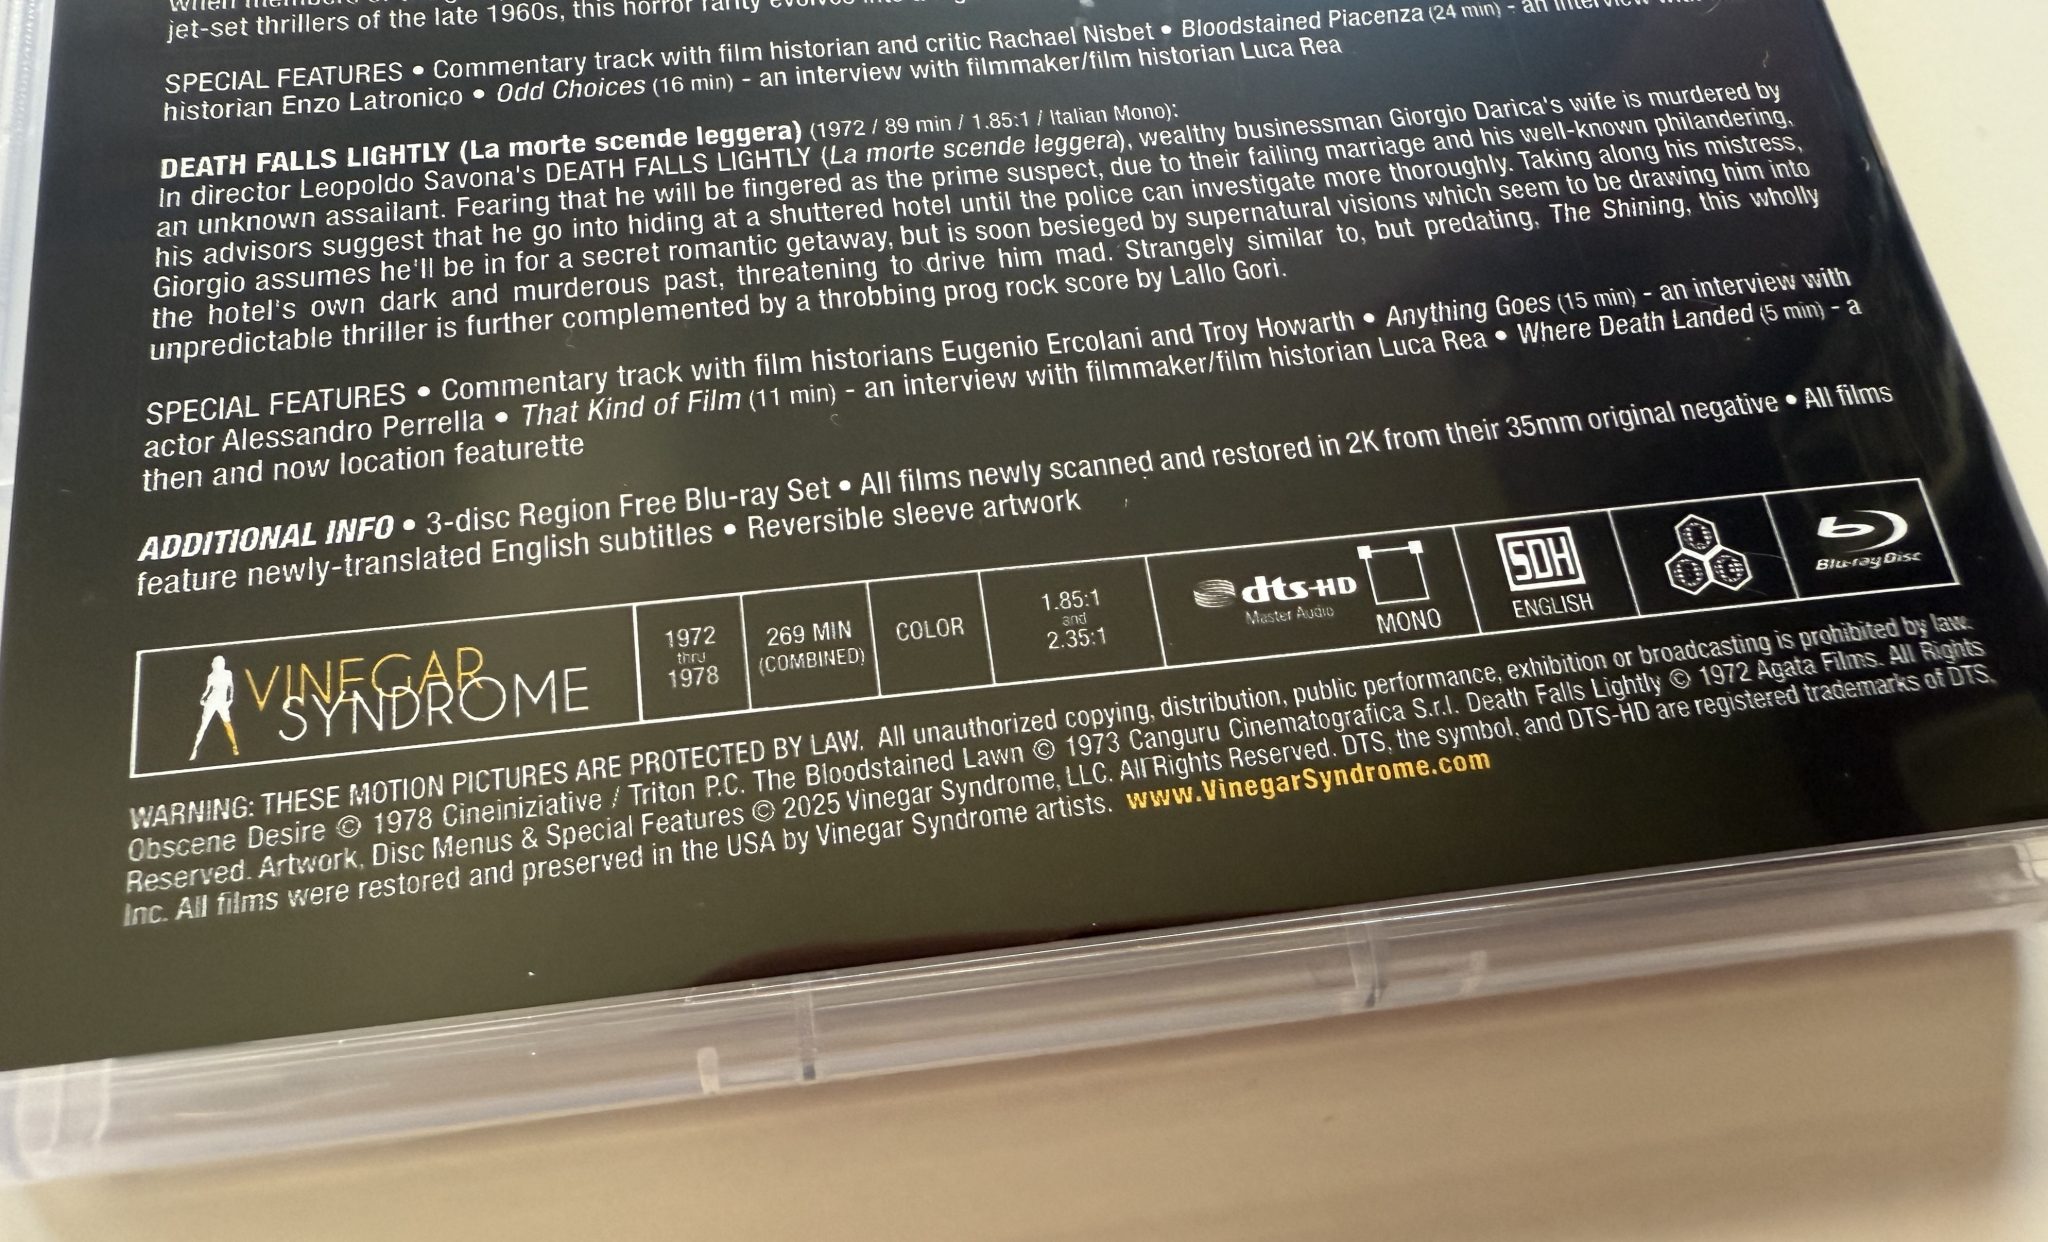 jet-set thrillers of the late 1960s, this horror rarity evolves into a
SPECIAL FEATURES • Commentary track with film historian and critic Rachael Nisbet • Bloodstained Piacenza (24 min) - an interview with
historian Enzo Latronico • Odd Choices (16 min) - an interview with filmmaker/film historian Luca Rea
DEATH FALLS LIGHTLY (La morte scende leggera) (1972 / 89 min / 1.85:1 / Italian Mono):
In director Leopoldo Savona's DEATH FALLS LIGHTLY (La morte scende leggera), wealthy businessman Giorgio Darica's wife is murdered by
an unknown assailant. Fearing that he will be fingered as the prime suspect, due to their failing marriage and his well-known philandering,
his advisors suggest that he go into hiding at a shuttered hotel until the police can investigate more thoroughly. Taking along his mistress,
Giorgio assumes he'll be in for a secret romantic getaway, but is soon besieged by supernatural visions which seem to be drawing him into
the hotel's own dark and murderous past, threatening to drive him mad. Strangely similar to, but predating, The Shining, this wholly
unpredictable thriller is further complemented by a throbbing prog rock score by Lallo Gori.
SPECIAL FEATURES • Commentary track with film historians Eugenio Ercolani and Troy Howarth • Anything Goes (15 min) - an interview with
actor Alessandro Perrella • That Kind of Film (11 min) - an interview with filmmaker/film historian Luca Rea • Where Death Landed (5 min) - a
then and now location featurette
ADDITIONAL INFO • 3-disc Region Free Blu-ray Set • All films newly scanned and restored in 2K from their 35mm original negative • All films
feature newly-translated English subtitles • Reversible sleeve artwork
VINEGAR
SYNDROME
1972
thru
1978
269 MIN
(COMBINED)
COLOR
1.85:1
and
2.35:1
dts-HD
Master Audio
MONO
SDH
ENGLISH
Blu-ray Disc
WARNING: THESE MOTION PICTURES ARE PROTECTED BY LAW. All unauthorized copying, distribution, public performance, exhibition or broadcasting is prohibited by law.
Obscene Desire © 1978 Cineiniziative / Triton P.C. The Bloodstained Lawn © 1973 Canguru Cinematografica S.r.l. Death Falls Lightly © 1972 Agata Films. All Rights
Reserved. Artwork, Disc Menus & Special Features © 2025 Vinegar Syndrome, LLC. All Rights Reserved. DTS, the symbol, and DTS-HD are registered trademarks of DTS,
Inc. All films were restored and preserved in the USA by Vinegar Syndrome artists. www.VinegarSyndrome.com